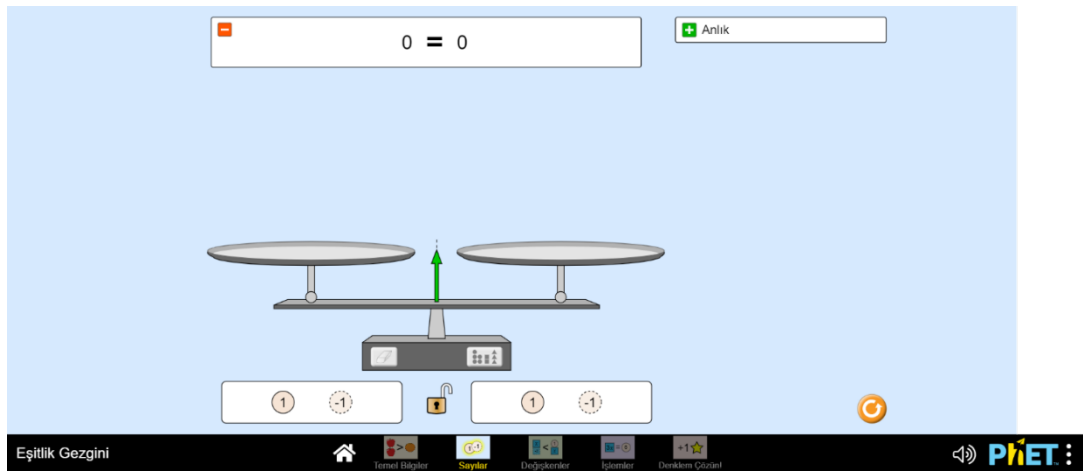 0 = 0
Anlık
1 -1 1 -1
Eşitlik Gezgini
Temel Bilgiler
Sayılar
Değişkenler
İşlemler
Denklem Çözün!
PhET